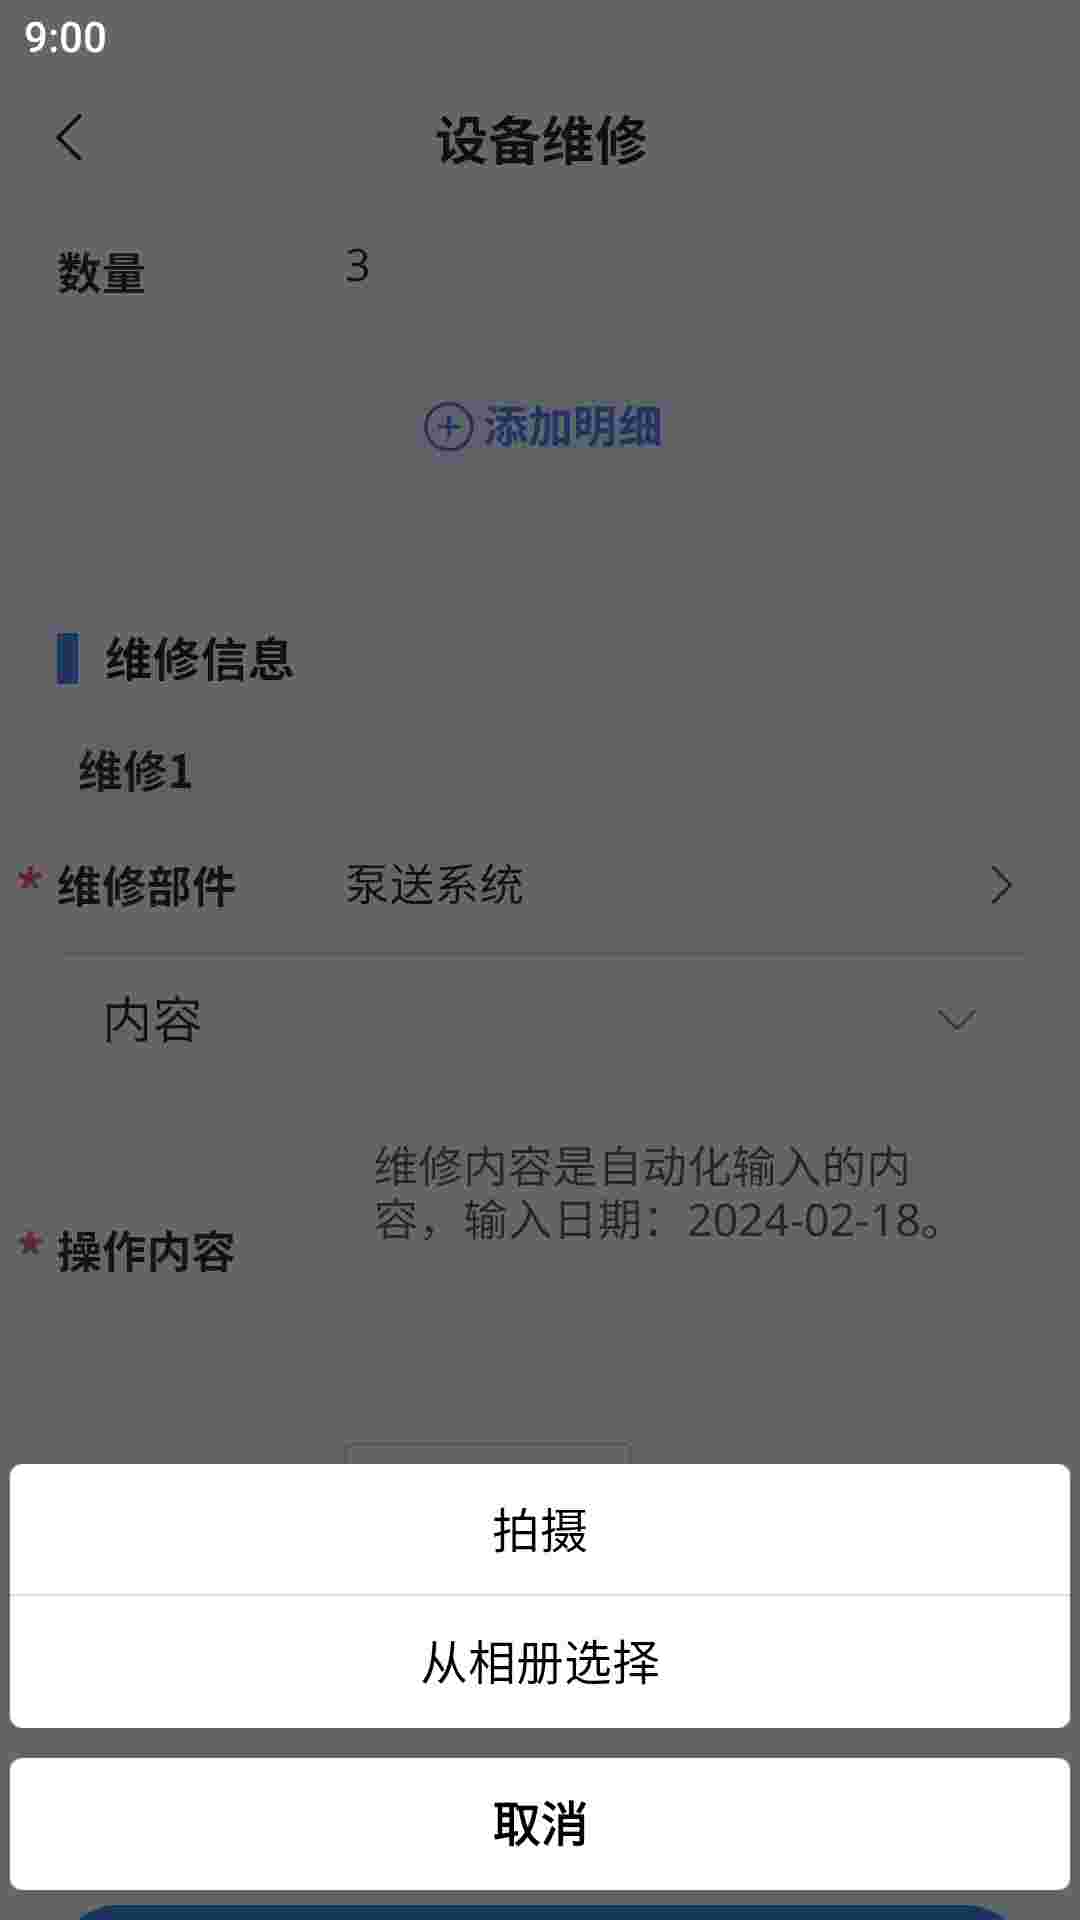 9:00
设备维修
数量
3
添加明细
维修信息
维修1
* 维修部件
泵送系统
内容
维修内容是自动化输入的内
容，输入日期：2024-02-18。
* 操作内容
拍摄
从相册选择
取消